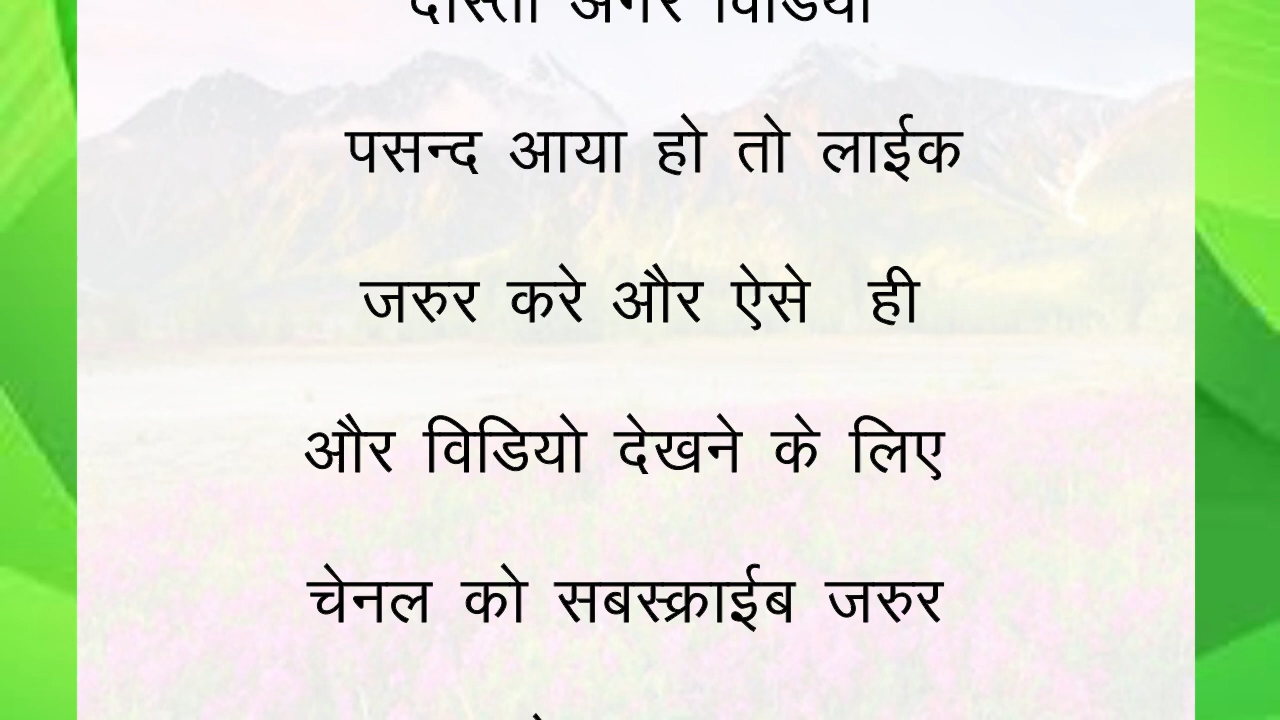 दोस्तो अगर विडियो
पसन्द आया हो तो लाईक
जरुर करे और ऐसे ही
और विडियो देखने के लिए
चेनल को सबस्क्राईब जरुर